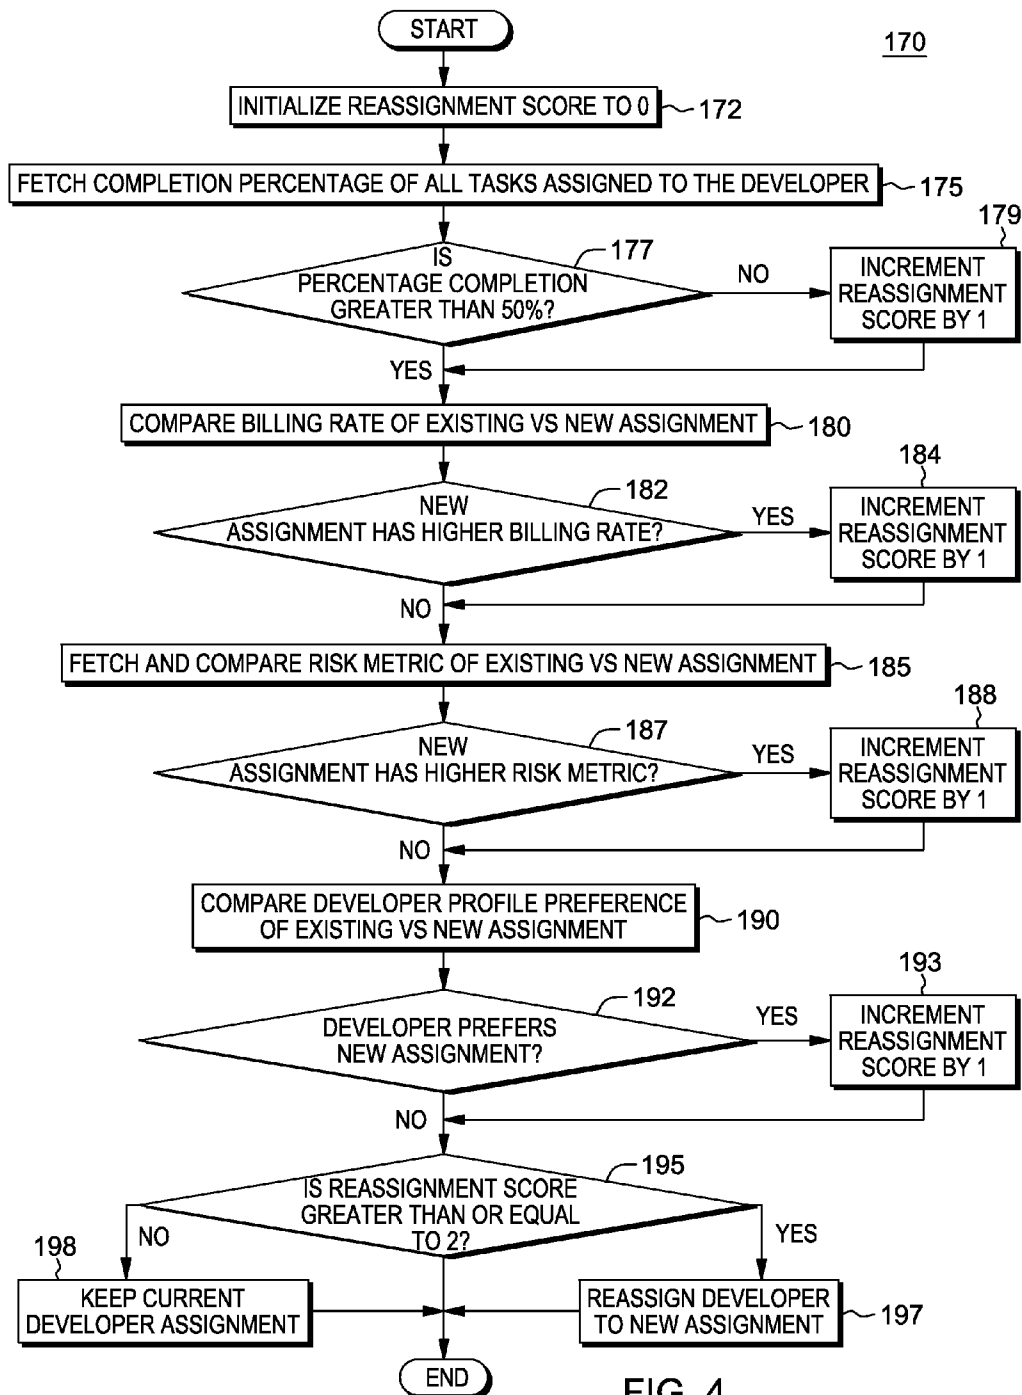 START
170
INITIALIZE REASSIGNMENT SCORE TO 0
172
FETCH COMPLETION PERCENTAGE OF ALL TASKS ASSIGNED TO THE DEVELOPER
175
177
IS
PERCENTAGE COMPLETION
GREATER THAN 50%?
NO
179
INCREMENT
REASSIGNMENT
SCORE BY 1
YES
COMPARE BILLING RATE OF EXISTING VS NEW ASSIGNMENT
180
182
NEW
ASSIGNMENT HAS HIGHER BILLING RATE?
YES
184
INCREMENT
REASSIGNMENT
SCORE BY 1
NO
FETCH AND COMPARE RISK METRIC OF EXISTING VS NEW ASSIGNMENT
185
187
NEW
ASSIGNMENT HAS HIGHER RISK METRIC?
YES
188
INCREMENT
REASSIGNMENT
SCORE BY 1
NO
COMPARE DEVELOPER PROFILE PREFERENCE
OF EXISTING VS NEW ASSIGNMENT
190
192
DEVELOPER PREFERS
NEW ASSIGNMENT?
YES
193
INCREMENT
REASSIGNMENT
SCORE BY 1
NO
195
IS REASSIGNMENT SCORE
GREATER THAN OR EQUAL
TO 2?
NO
YES
198
KEEP CURRENT
DEVELOPER ASSIGNMENT
REASSIGN DEVELOPER
TO NEW ASSIGNMENT
197
END
FIG. 4